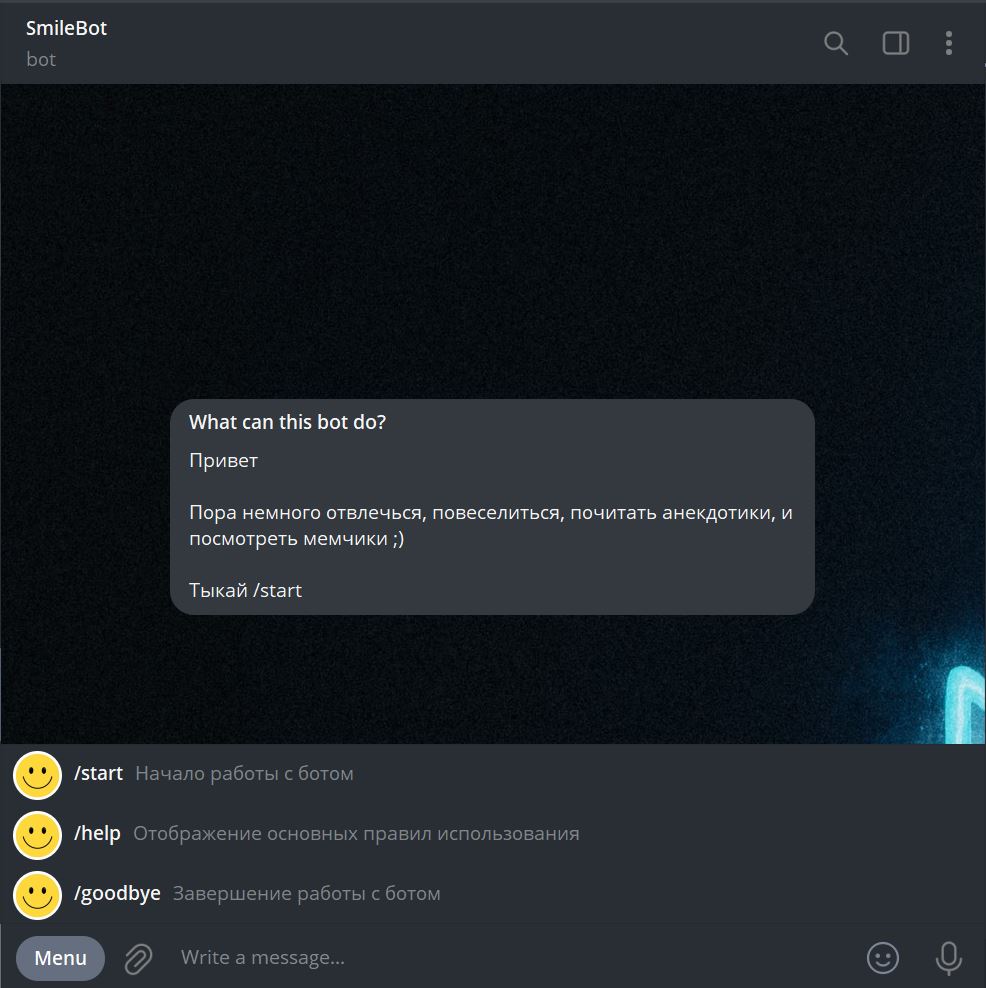 SmileBot
bot
What can this bot do?
Привет
Пора немного отвлечься, повеселиться, почитать анекдотики, и
посмотреть мемчики ;)
Тыкай /start
/start Начало работы с ботом
/help Отображение основных правил использования
/goodbye Завершение работы с ботом
Menu Write a message...